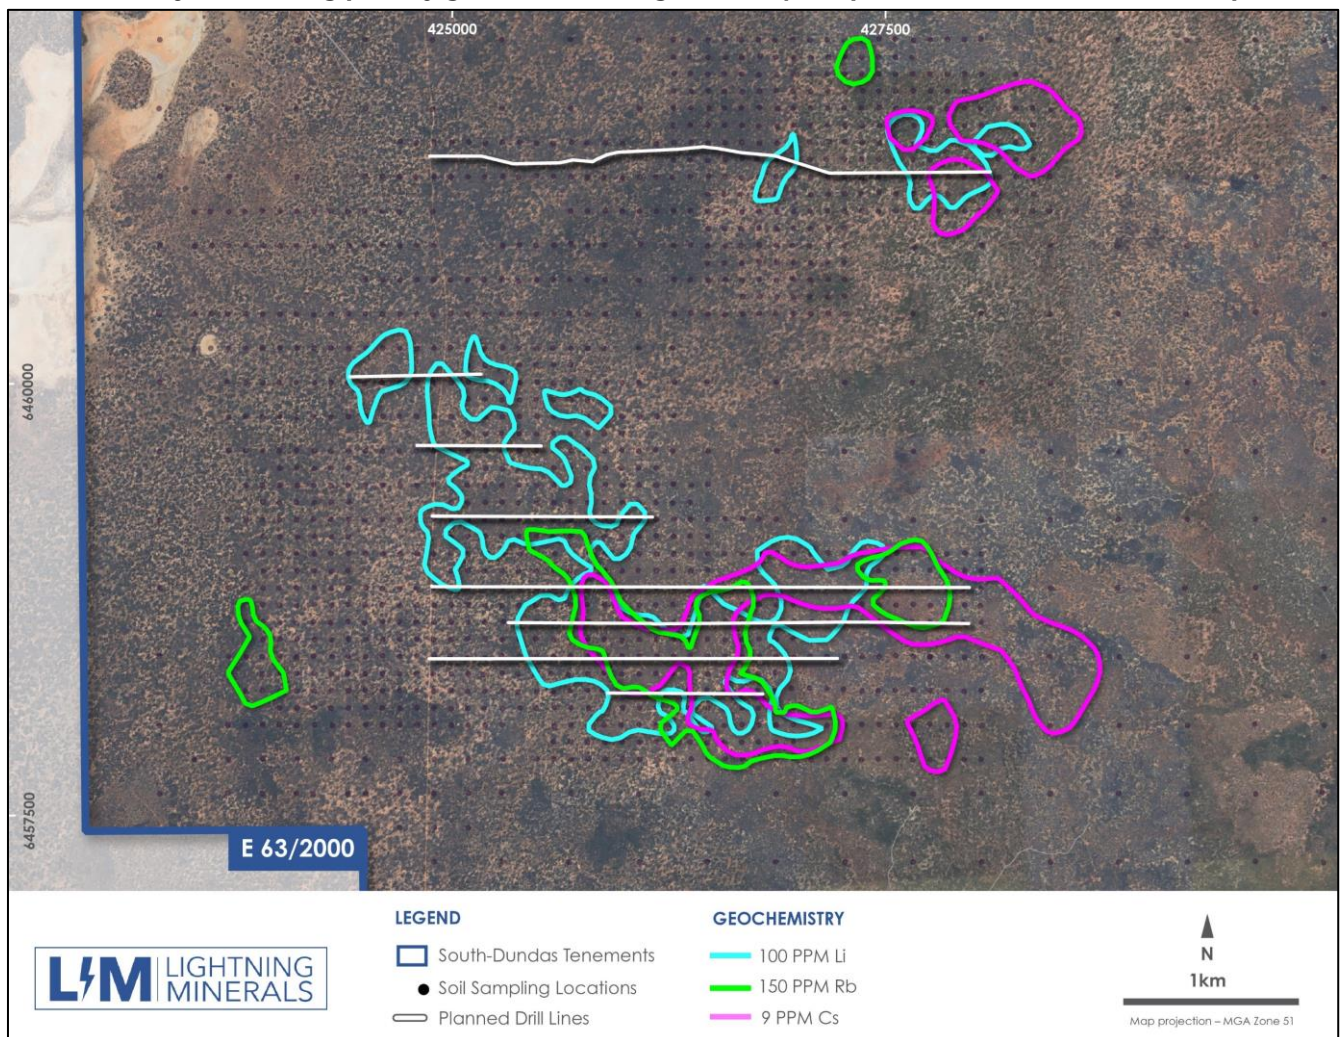 425000
427500
6460000
6457500
E 63/2000
LIM LIGHTNING
MINERALS
LEGEND
South-Dundas Tenements
Soil Sampling Locations
Planned Drill Lines
GEOCHEMISTRY
100 PPM Li
150 PPM Rb
9 PPM Cs
N
1km
Map projection – MGA Zone 51